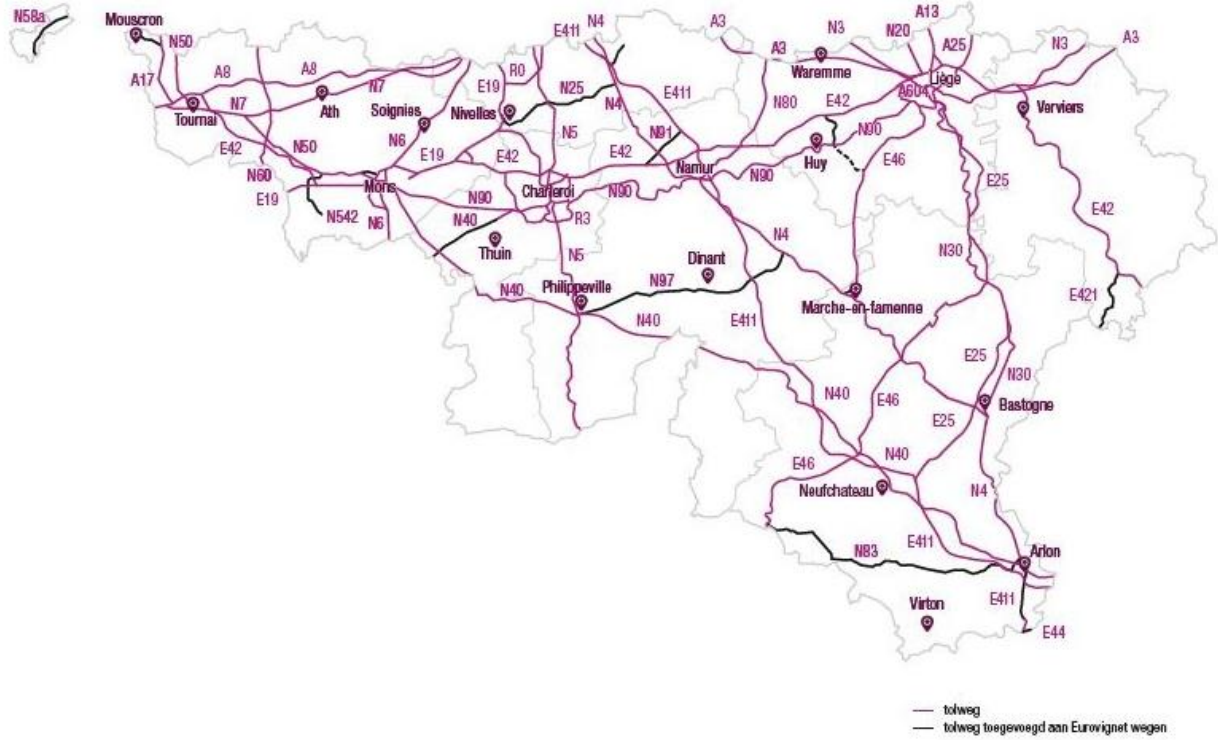 N58a
Mouscron
N50
E411
N4
A3
N3
A13
N20
A25
N3
A3
A3
Waremme
Liège
A17
A8
A8
N7
N7
R0
E19
N25
N4
E411
N80
E42
A604
Tournai
Ath
Soignies
Nivelles
Verviers
N6
N5
N91
N90
E42
N50
E19
E42
E42
Namur
Huy
E46
N60
E19
Mons
N90
Charleroi
N90
N90
E25
N542
N6
N40
R3
E42
Thuin
N5
N4
N30
Dinant
Philippeville
N97
N40
N40
E411
Marche-en-famenne
E421
E25
N30
N40
E46
Bastogne
E25
E46
N40
Neufchateau
N4
E411
N83
Arlon
Virton
E411
E44
tolweg
tolweg toegevoegd aan Eurovignet wegen